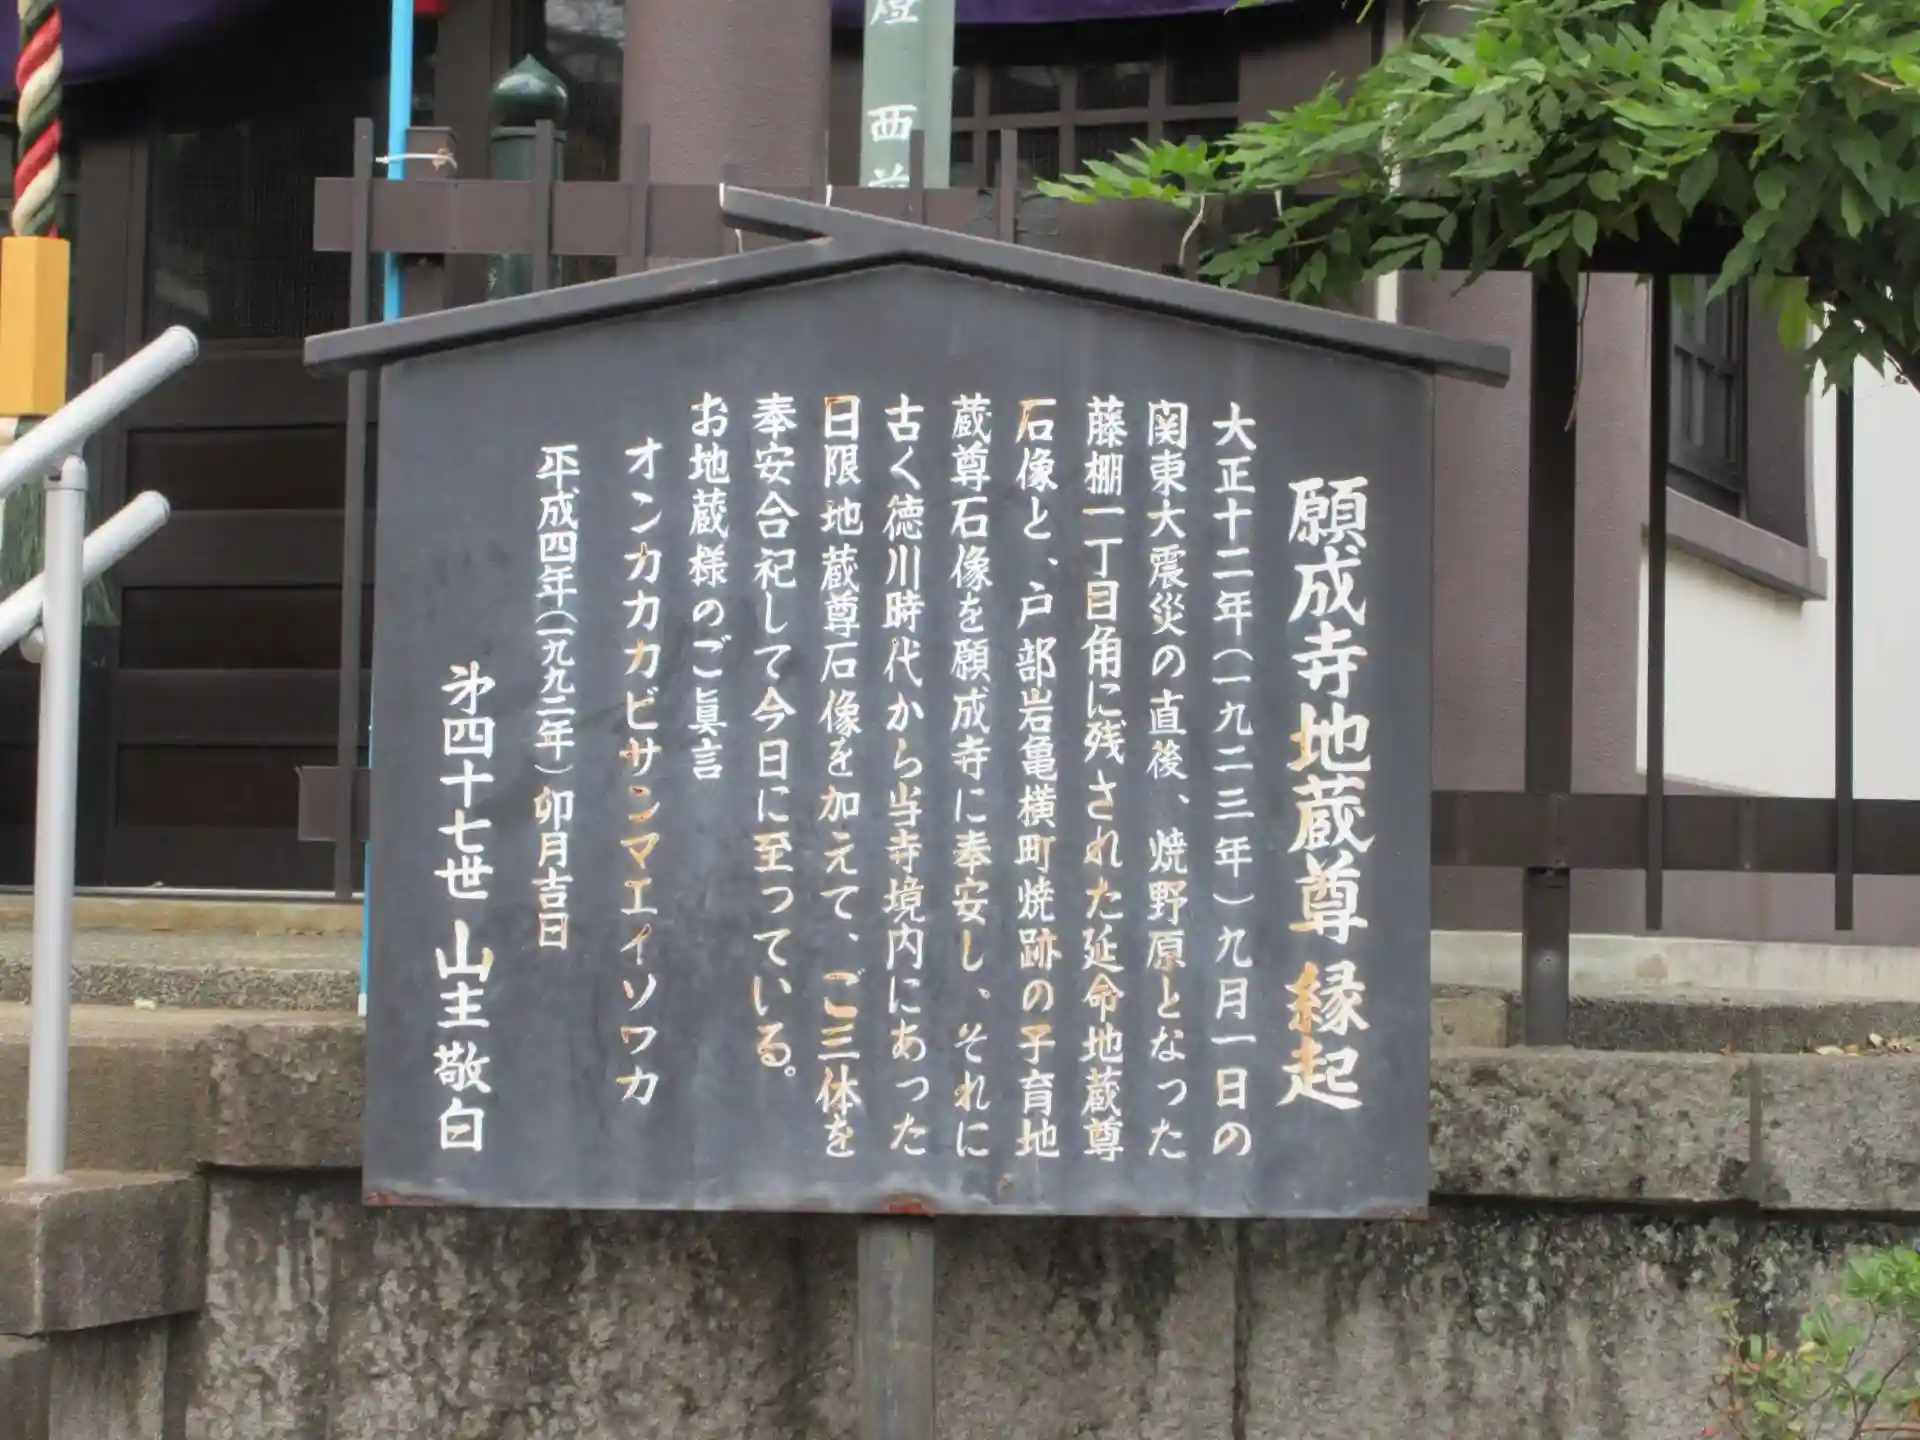 願成寺地蔵尊 縁起
大正十二年(一九二三年)九月一日の
関東大震災の直後、焼野原となった
藤棚一丁目角に残された延命地蔵尊
石像と、戸部岩亀横町焼跡の子育地
蔵尊石像を願成寺に奉安し、それに
古く徳川時代から当寺境内にあった
日限地蔵尊石像を加えて、ご三体を
奉安合祀して今日に至っている。
お地蔵様のご眞言
オンカカカビサンマエイソワカ
平成四年(一九九二年)卯月吉日
第四十七世 山主 敬白
西